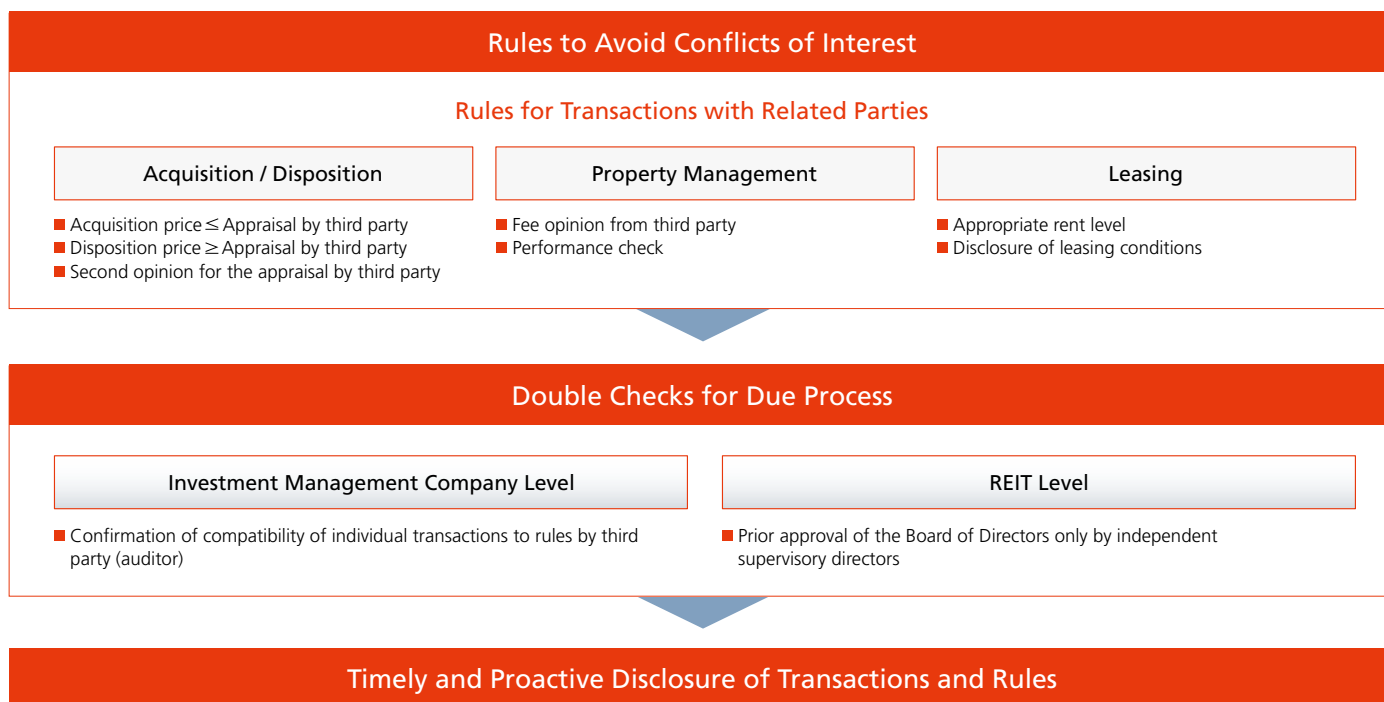 Rules to Avoid Conflicts of Interest
Rules for Transactions with Related Parties
Acquisition / Disposition
■ Acquisition price ≦ Appraisal by third party
■ Disposition price ≧ Appraisal by third party
■ Second opinion for the appraisal by third party
Property Management
■ Fee opinion from third party
■ Performance check
Leasing
■ Appropriate rent level
■ Disclosure of leasing conditions
Double Checks for Due Process
Investment Management Company Level
■ Confirmation of compatibility of individual transactions to rules by third
party (auditor)
REIT Level
■ Prior approval of the Board of Directors only by independent
supervisory directors
Timely and Proactive Disclosure of Transactions and Rules